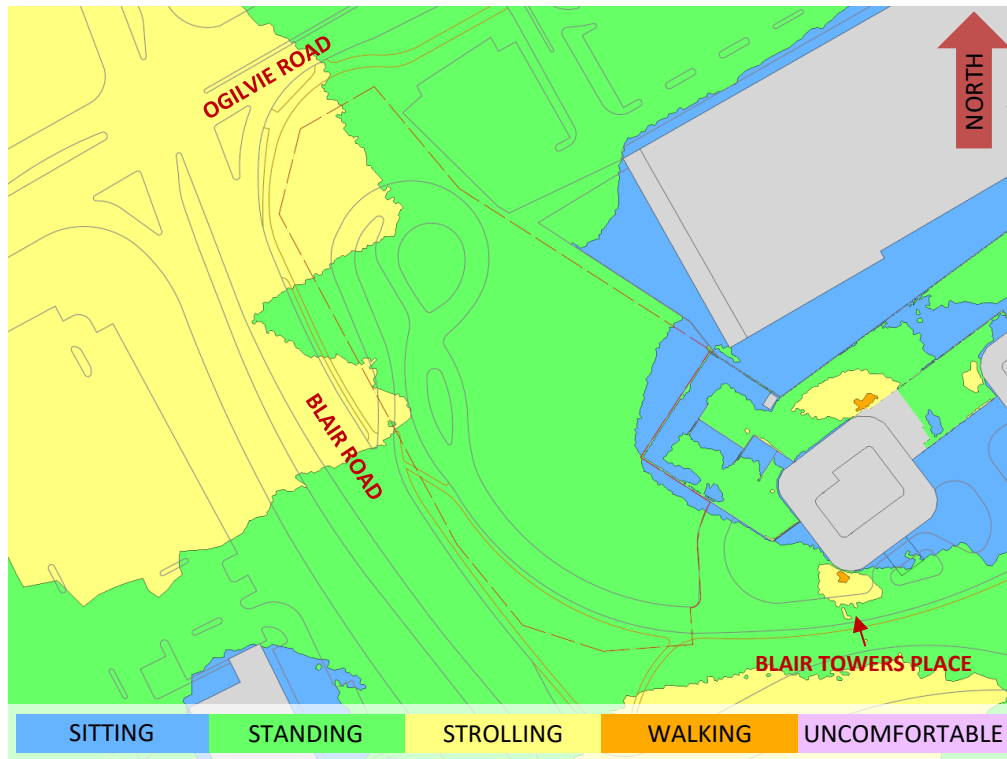 OGILVIE ROAD
NORTH
BLAIR ROAD
BLAIR TOWERS PLACE
SITTING
STANDING
STROLLING
WALKING
UNCOMFORTABLE